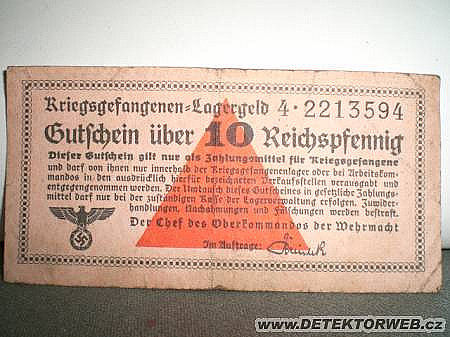 Kriegsgefangenen-Lagergeld 4·2213594
Gutschein über 10 Reichspfennig
Dieser Gutschein gilt nur als Zahlungsmittel für Kriegsgefangene
und darf von ihnen nur innerhalb der Kriegsgefangenenlager oder bei Arbeitskom-
mandos in den ausdrücklich hierfür bezeichneten Verkaufsstellen verausgabt und
entgegengenommen werden. Der Umtausch dieses Gutscheines in gesetzliche Zahlungs-
mittel darf nur bei der zuständigen Kasse der Lagerverwaltung erfolgen. Zuwider-
handlungen, Nachahmungen und Fälschungen werden bestraft.
Der Chef des Oberkommandos der Wehrmacht
Im Auftrage:
www.DETEKTORWEB.cz